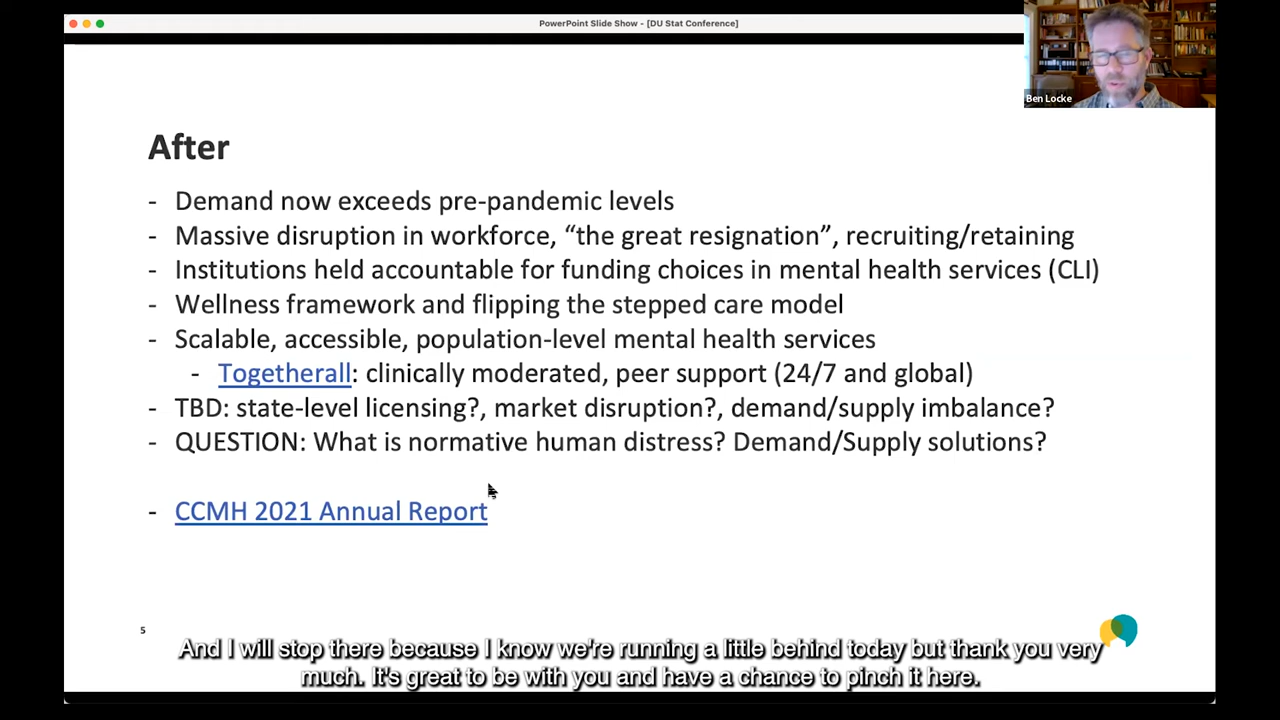 PowerPoint Slide Show - [DU Stat Conference]
Ben Locke
After
- Demand now exceeds pre-pandemic levels
- Massive disruption in workforce, “the great resignation”, recruiting/retaining
- Institutions held accountable for funding choices in mental health services (CLI)
- Wellness framework and flipping the stepped care model
- Scalable, accessible, population-level mental health services
- Togetherall: clinically moderated, peer support (24/7 and global)
- TBD: state-level licensing?, market disruption?, demand/supply imbalance?
- QUESTION: What is normative human distress? Demand/Supply solutions?
- CCMH 2021 Annual Report
5
And I will stop there because I know we're running a little behind today but thank you very
much. It's great to be with you and have a chance to pinch it here.